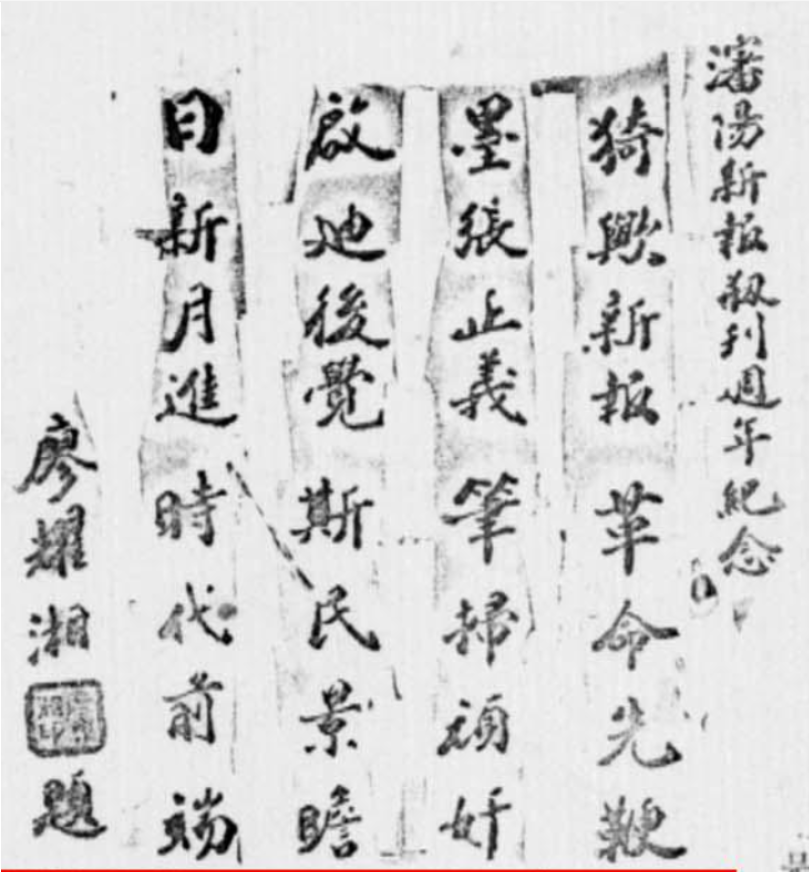 瀋陽新報創刊週年紀念
猗歟新報 革命先鞭
墨張正義 筆掃頑奸
啟迪後覺 斯民景瞻
日新月進 時代前端
廖耀湘 題